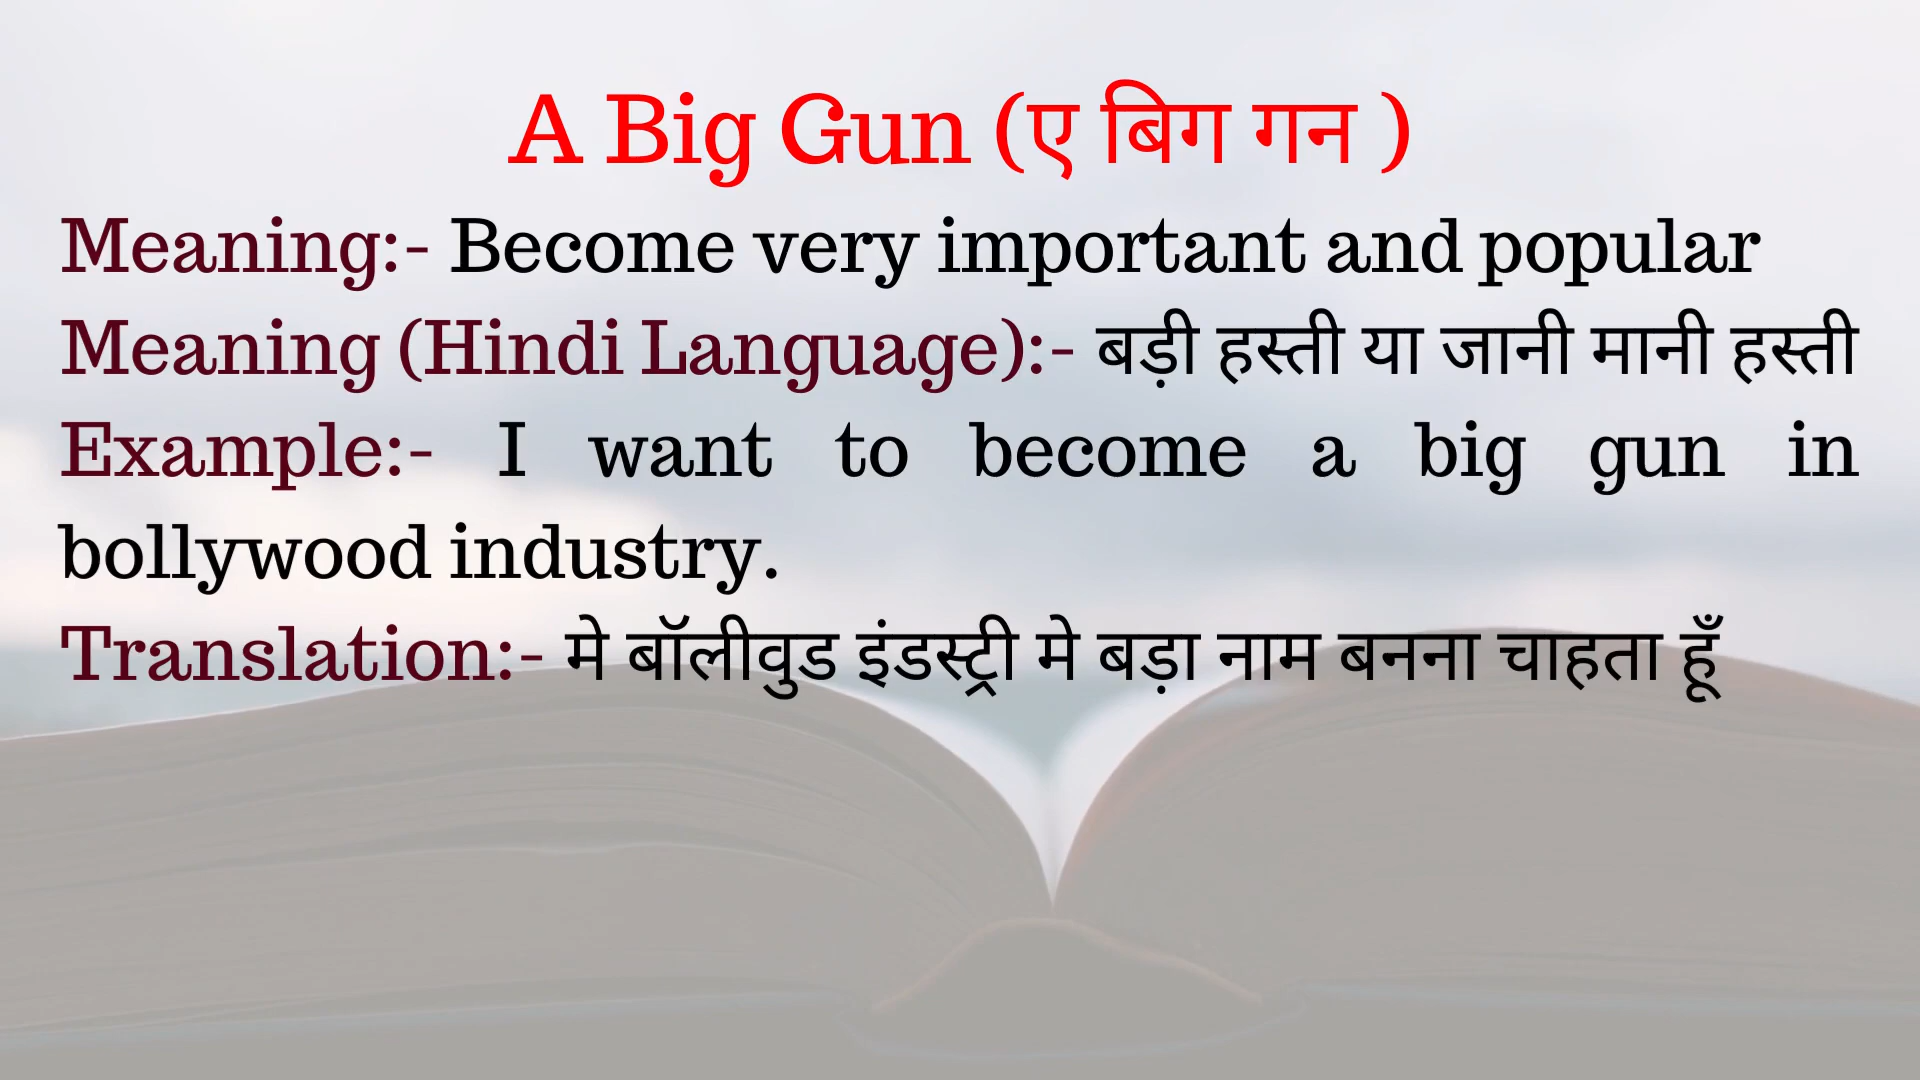 A Big Gun (ए बिग गन )
Meaning:- Become very important and popular
Meaning (Hindi Language):- बड़ी हस्ती या जानी मानी हस्ती
Example:- I want to become a big gun in
bollywood industry.
Translation:- मे बॉलीवुड इंडस्ट्री मे बड़ा नाम बनना चाहता हूँ